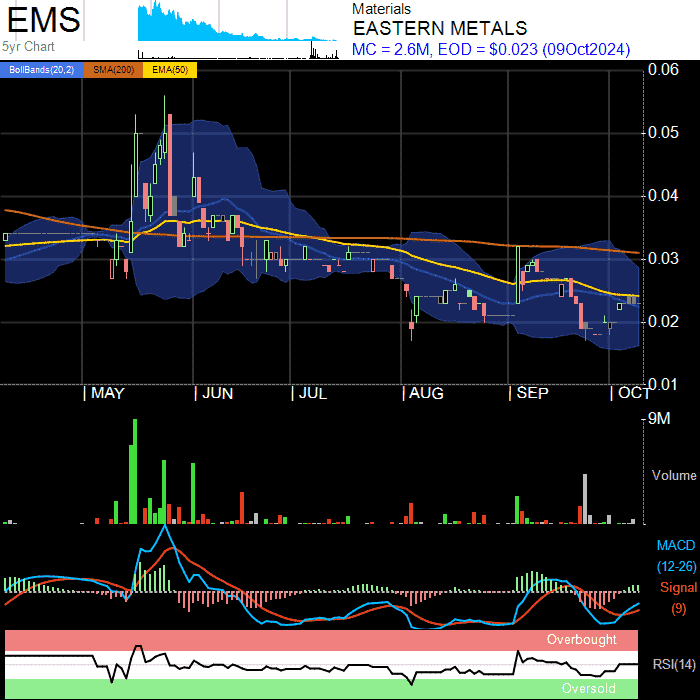 EMS
5yr Chart
Materials
EASTERN METALS
MC = 2.6M, EOD = $0.023 (09Oct2024)
BollBands(20,2) SMA(200) EMA(50)
0.06
0.05
0.04
0.03
0.02
0.01
MAY JUN JUL AUG SEP OCT
9M
Volume
MACD
(12-26)
Signal
(9)
Overbought
RSI(14)
Oversold